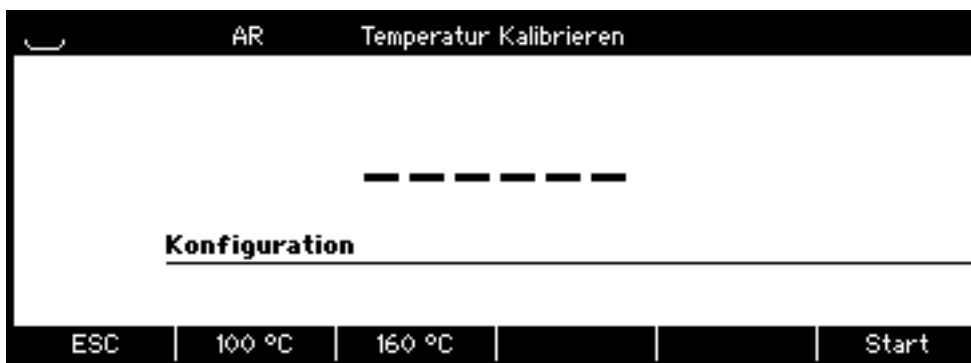 AR Temperatur Kalibrieren
------
Konfiguration
ESC 100 °C 160 °C Start